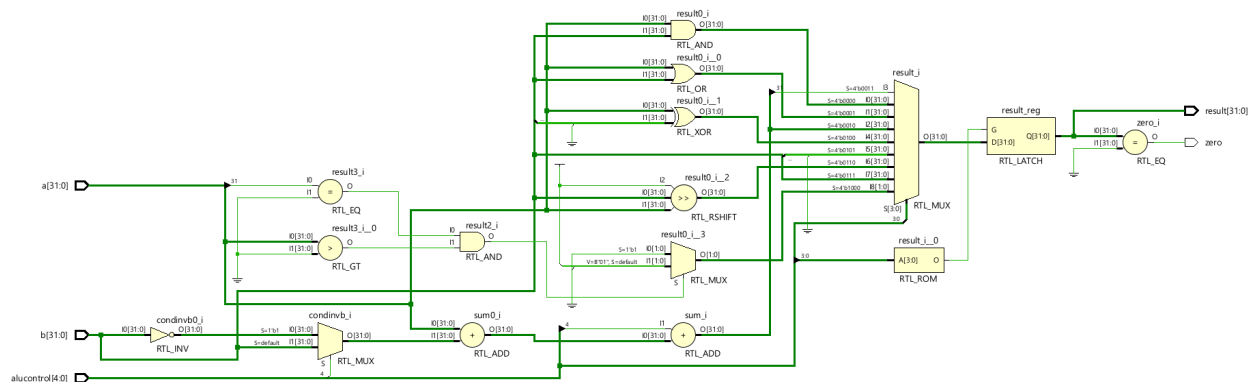 result0_i
I0[31:0]
I1[31:0]
O[31:0]
RTL_AND
result0_i__0
I0[31:0]
I1[31:0]
O[31:0]
RTL_OR
result0_i__1
I0[31:0]
I1[31:0]
O[31:0]
RTL_XOR
result_i
31
S=4'b0011 I3
S=4'b0000 I0[31:0]
S=4'b0001 I1[31:0]
S=4'b0010 I2[31:0]
S=4'b0100 I4[31:0]
S=4'b0101 I5[31:0]
S=4'b0110 I6[31:0]
S=4'b0111 I7[31:0]
S=4'b1000 I8[1:0]
...
O[31:0]
S[3:0]
RTL_MUX
3:0
result_reg
G
D[31:0]
Q[31:0]
RTL_LATCH
zero_i
I0[31:0]
I1[31:0]
O
=
RTL_EQ
result[31:0]
zero
a[31:0]
31
result3_i
I0
I1
O
=
RTL_EQ
result3_i__0
I0[31:0]
I1[31:0]
O
>
RTL_GT
result2_i
I0
I1
O
RTL_AND
result0_i__2
I2
I0[31:0]
I1[31:0]
O[31:0]
>>
RTL_RSHIFT
result0_i__3
S=1'b1 I0[1:0]
V=B"01", S=default I1[1:0]
O[1:0]
S
RTL_MUX
result_i__0
3:0
A[3:0] O
RTL_ROM
b[31:0]
condinvb0_i
I0[31:0]
O[31:0]
RTL_INV
condinvb_i
S=1'b1 I0[31:0]
S=default I1[31:0]
O[31:0]
S
RTL_MUX
4
sum0_i
I0[31:0]
I1[31:0]
O[31:0]
+
RTL_ADD
sum_i
4
I1
I0[31:0]
O[31:0]
+
RTL_ADD
alucontrol[4:0]